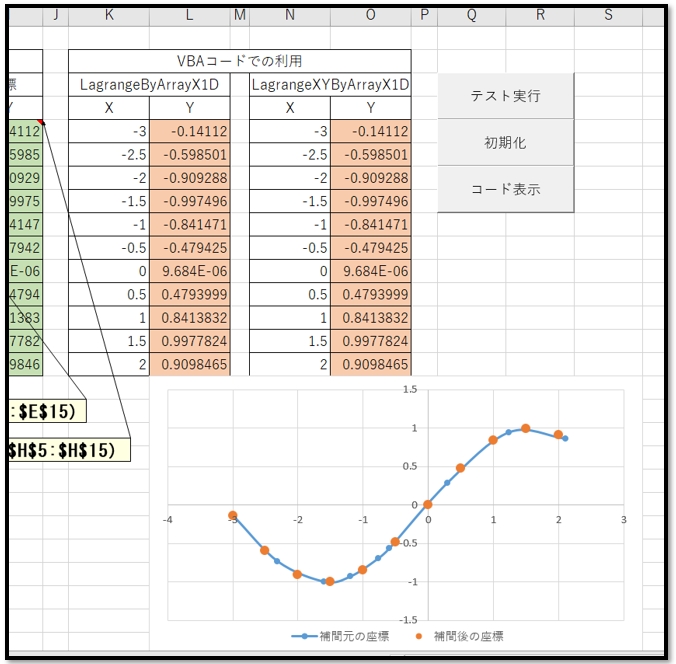 J K L M N O P Q R S
VBAコードでの利用
標 LagrangeByArrayX1D LagrangeXYByArrayX1D
Y X Y X Y
4112 -3 -0.14112 -3 -0.14112
5985 -2.5 -0.598501 -2.5 -0.598501
0929 -2 -0.909288 -2 -0.909288
9975 -1.5 -0.997496 -1.5 -0.997496
4147 -1 -0.841471 -1 -0.841471
7942 -0.5 -0.479425 -0.5 -0.479425
E-06 0 9.684E-06 0 9.684E-06
4794 0.5 0.4793999 0.5 0.4793999
1383 1 0.8413832 1 0.8413832
7782 1.5 0.9977824 1.5 0.9977824
9846 2 0.9098465 2 0.9098465
テスト実行
初期化
コード表示
:$E$15)
$H$5:$H$15)
1.5
1
0.5
0
-4 -3 -2 -1 0 1 2 3
-0.5
-1
-1.5
補間元の座標 補間後の座標